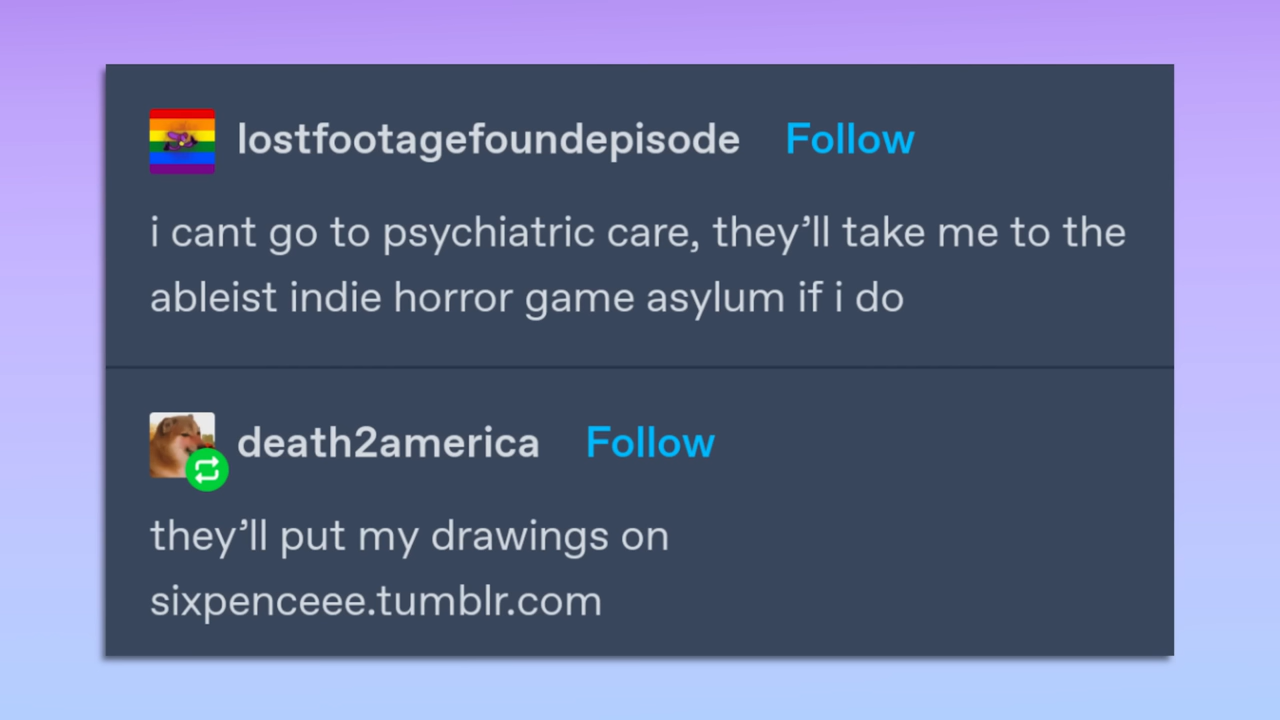 lostfootagefoundepisode Follow
i cant go to psychiatric care, they’ll take me to the
ableist indie horror game asylum if i do
death2america Follow
they’ll put my drawings on
sixpenceee.tumblr.com